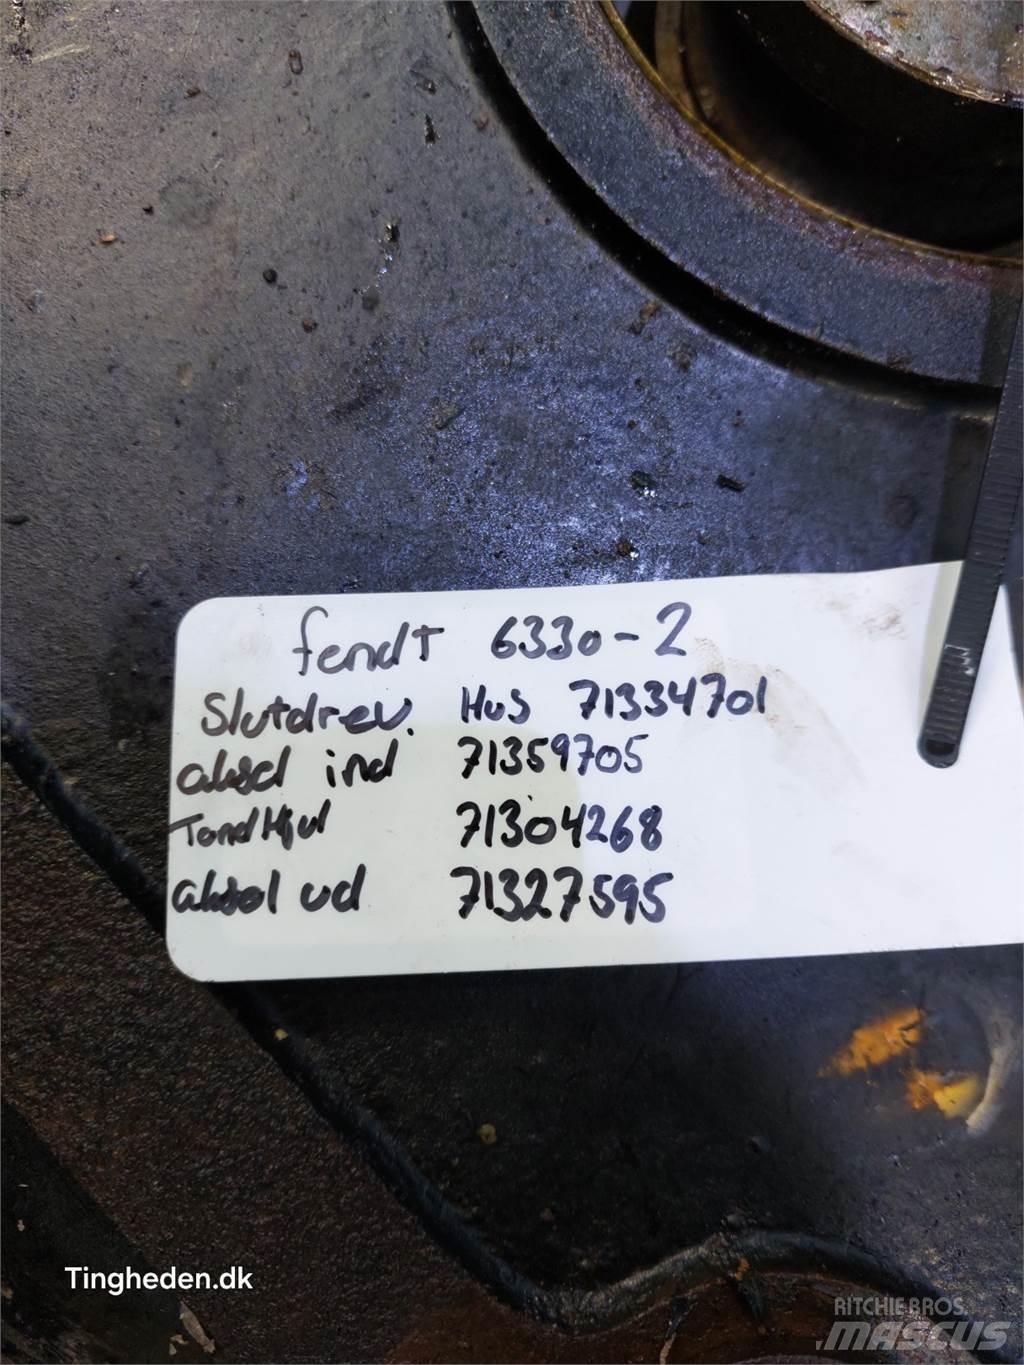 fendt 6330-2
Slutdrev. Hus 71334701
aksel ind 71359705
TandHjul 71304268
aksel ud 71327595
Tingheden.dk
RITCHIE BROS.
MASCUS